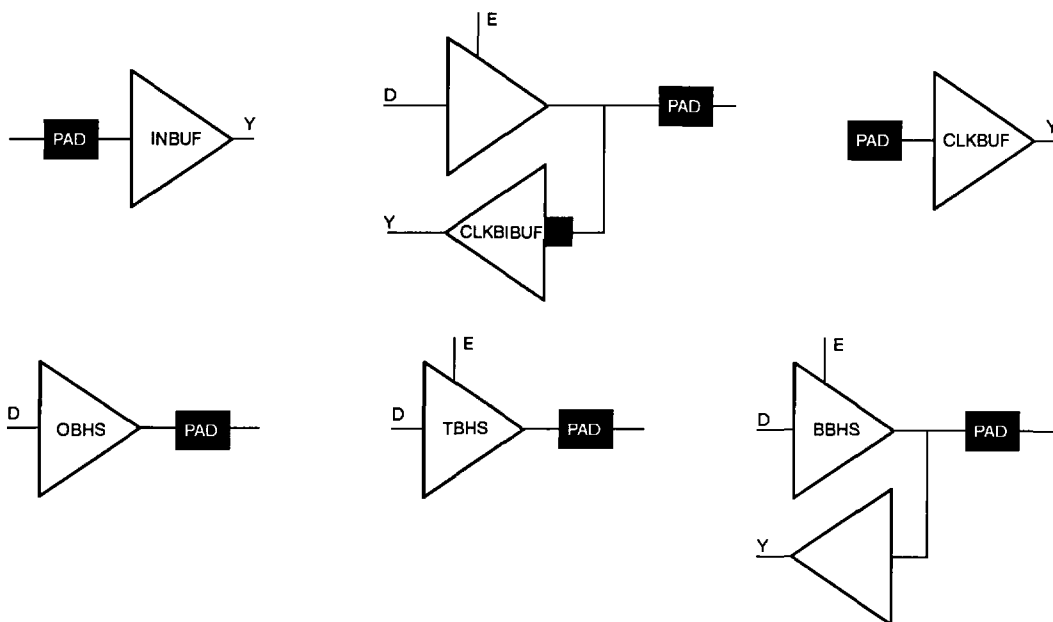 PAD INBUF Y
E
D PAD
Y CLKBIBUF
PAD CLKBUF Y
D OBHS PAD
E
D TBHS PAD
E
D BBHS PAD
Y